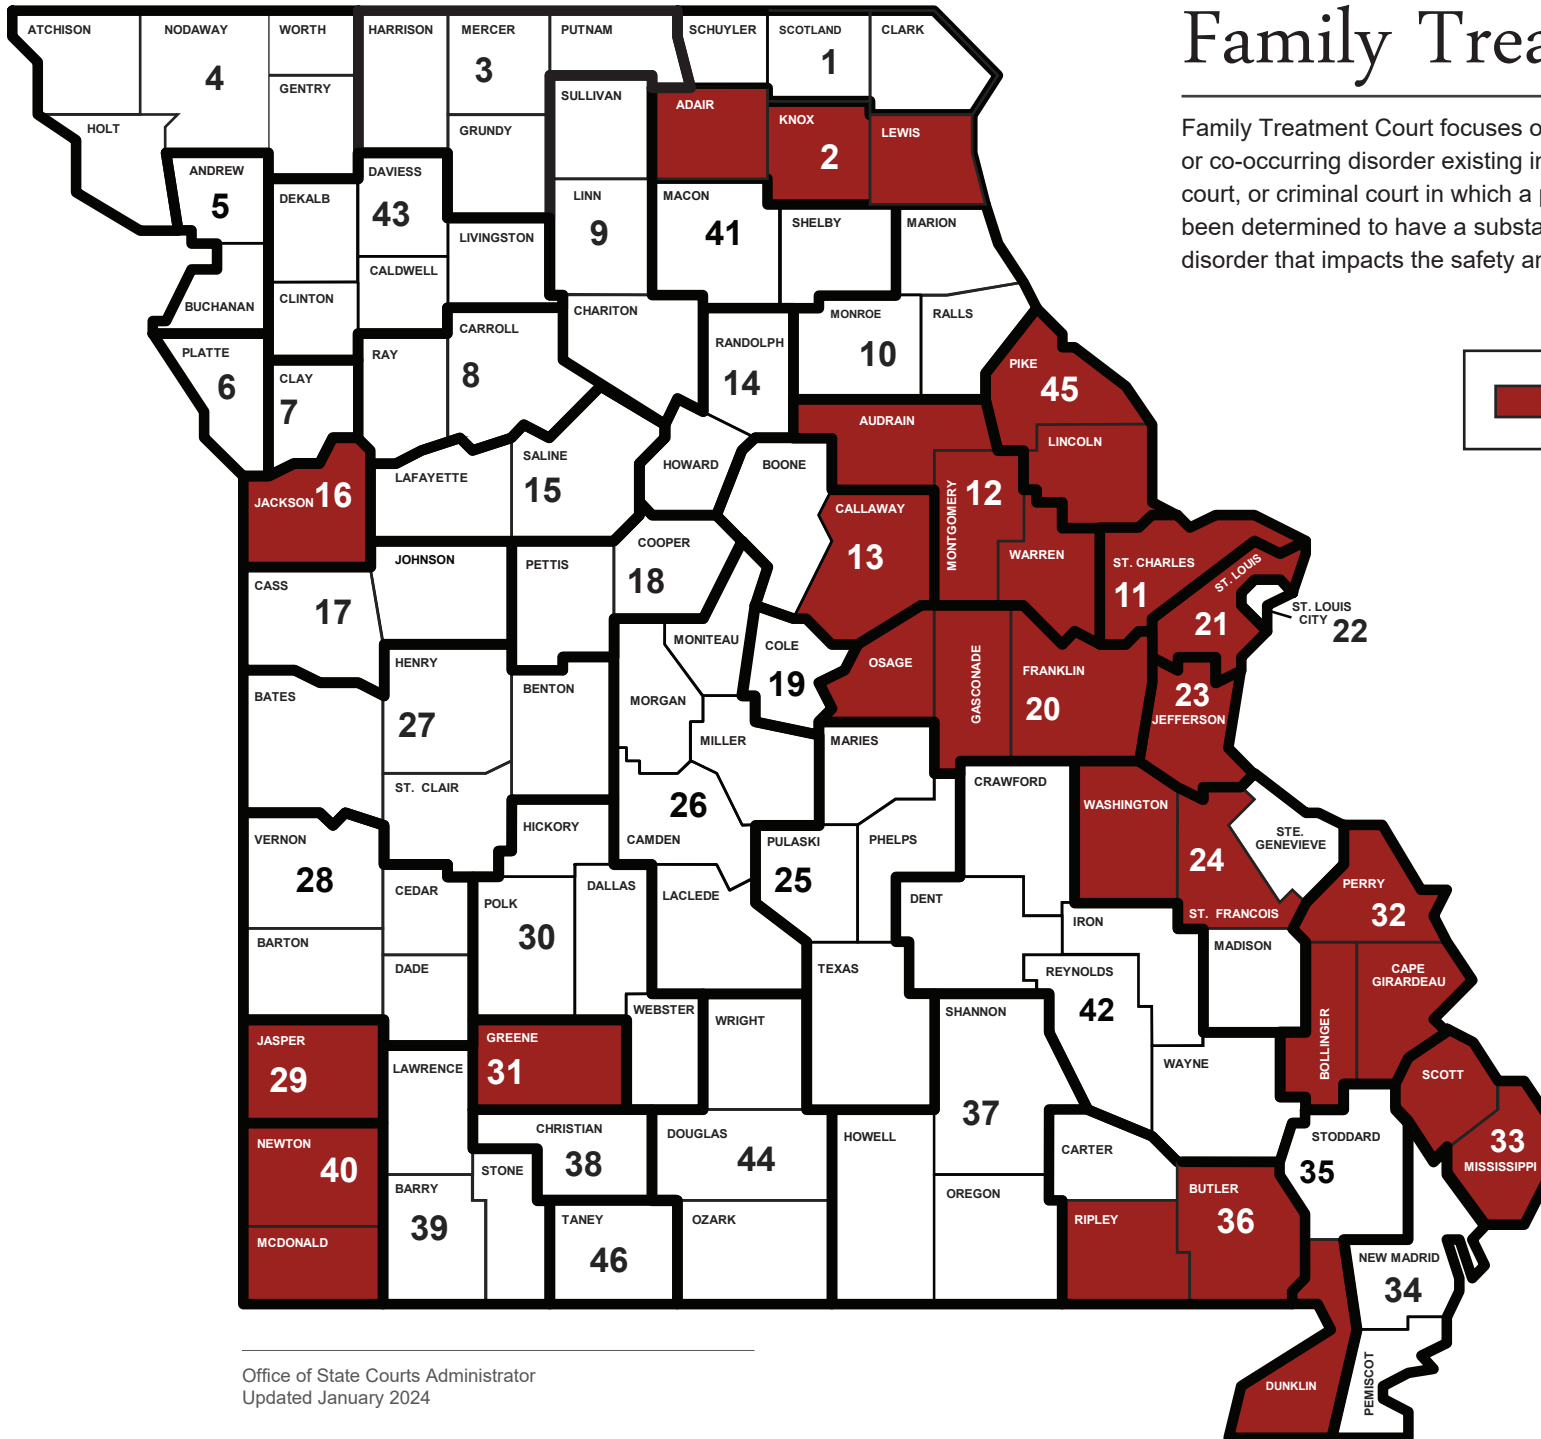 Family Trea
Family Treatment Court focuses o
or co-occurring disorder existing i
court, or criminal court in which a
been determined to have a substa
disorder that impacts the safety a
ATCHISON
NODAWAY
4
WORTH
HARRISON
MERCER
3
PUTNAM
SCHUYLER
SCOTLAND
1
CLARK
GENTRY
HOLT
SULLIVAN
ADAIR
KNOX
2
LEWIS
GRUNDY
ANDREW
5
DEKALB
DAVIESS
43
LINN
9
MACON
41
SHELBY
MARION
LIVINGSTON
CALDWELL
BUCHANAN
CLINTON
CHARITON
MONROE
10
RALLS
CARROLL
8
RANDOLPH
14
PLATTE
6
RAY
CLAY
7
PIKE
45
AUDRAIN
LINCOLN
HOWARD
BOONE
SALINE
15
LAFAYETTE
JACKSON 16
CALLAWAY
13
MONTGOMERY
12
WARREN
COOPER
18
JOHNSON
PETTIS
CASS
17
ST. CHARLES
11
ST. LOUIS
21
ST. LOUIS
CITY 22
MONITEAU
COLE
19
OSAGE
GASCONADE
FRANKLIN
20
HENRY
27
BENTON
BATES
MORGAN
MILLER
MARIES
23
JEFFERSON
ST. CLAIR
CRAWFORD
WASHINGTON
26
CAMDEN
HICKORY
VERNON
28
PULASKI
25
PHELPS
STE.
GENEVIEVE
24
ST. FRANCOIS
PERRY
32
CEDAR
POLK
30
DALLAS
LACLEDE
DENT
IRON
MADISON
BARTON
DADE
TEXAS
REYNOLDS
42
CAPE
GIRARDEAU
BOLLINGER
WEBSTER
WRIGHT
SHANNON
37
JASPER
29
GREENE
31
LAWRENCE
WAYNE
SCOTT
CHRISTIAN
38
DOUGLAS
44
HOWELL
CARTER
STODDARD
35
33
MISSISSIPPI
NEWTON
40
STONE
BARRY
39
OREGON
BUTLER
36
RIPLEY
TANEY
46
OZARK
MCDONALD
NEW MADRID
34
DUNKLIN
PEMISCOT
Office of State Courts Administrator
Updated January 2024